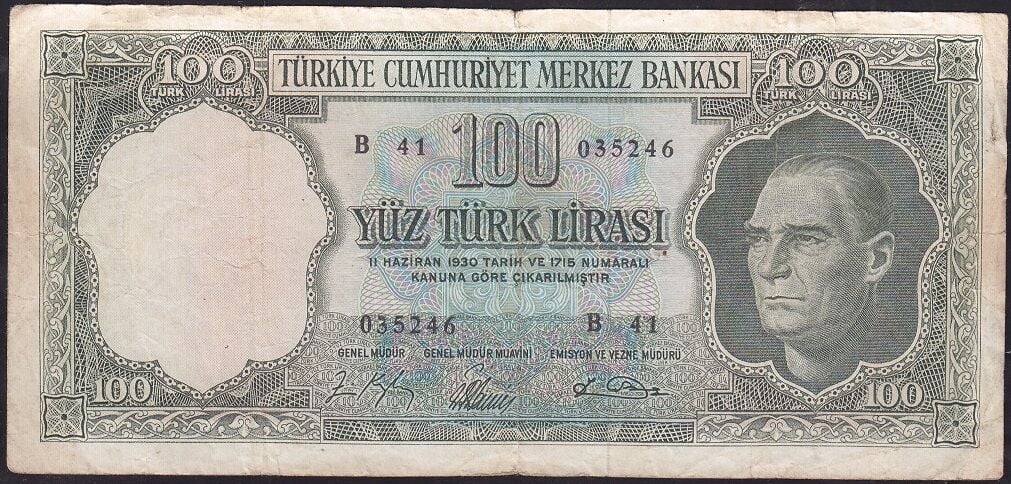 100
TÜRK LİRASI
TÜRKİYE CUMHURİYET MERKEZ BANKASI
100
TÜRK LİRASI
B 41
100
035246
YÜZ TÜRK LİRASI
11 HAZİRAN 1930 TARİH VE 1715 NUMARALI
KANUNA GÖRE ÇIKARILMIŞTIR
035246
B 41
GENEL MÜDÜR
GENEL MÜDÜR MUAVİNİ
EMİSYON VE VEZNE MÜDÜRÜ
100
100